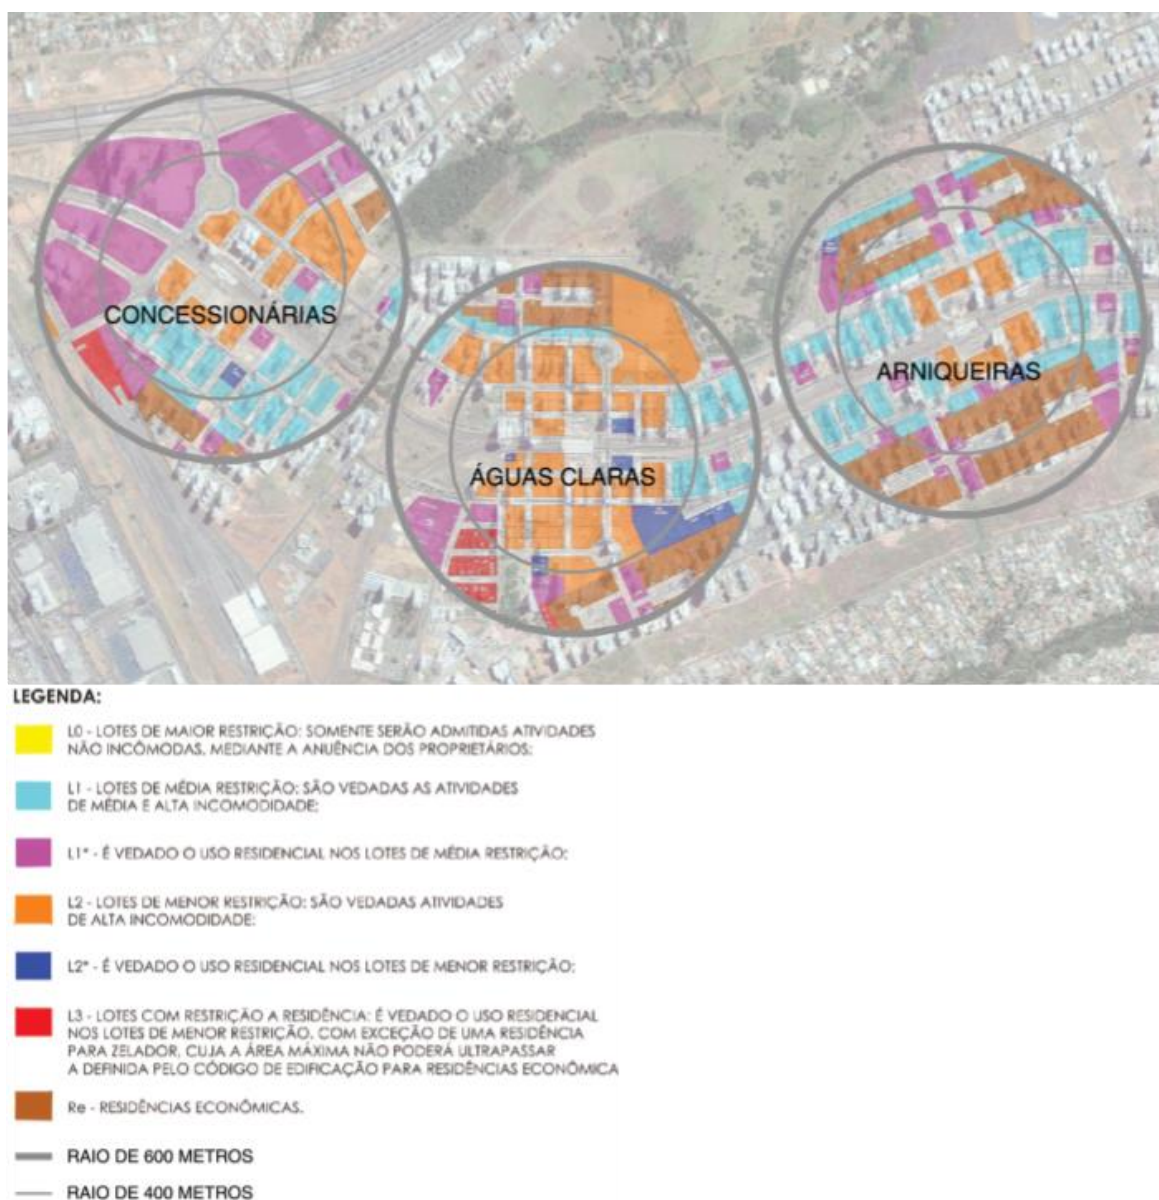 CONCESSIONÁRIAS
ARNIQUEIRAS
ÁGUAS CLARAS
LEGENDA:
L0 - LOTES DE MAIOR RESTRIÇÃO: SOMENTE SERÃO ADMITIDAS ATIVIDADES
NÃO INCÔMODAS, MEDIANTE A ANUÊNCIA DOS PROPRIETÁRIOS;
L1 - LOTES DE MÉDIA RESTRIÇÃO: SÃO VEDADAS AS ATIVIDADES
DE MÉDIA E ALTA INCOMODIDADE;
L1* - É VEDADO O USO RESIDENCIAL NOS LOTES DE MÉDIA RESTRIÇÃO;
L2 - LOTES DE MENOR RESTRIÇÃO: SÃO VEDADAS ATIVIDADES
DE ALTA INCOMODIDADE;
L2* - É VEDADO O USO RESIDENCIAL NOS LOTES DE MENOR RESTRIÇÃO;
L3 - LOTES COM RESTRIÇÃO A RESIDÊNCIA: É VEDADO O USO RESIDENCIAL
NOS LOTES DE MENOR RESTRIÇÃO, COM EXCEÇÃO DE UMA RESIDÊNCIA
PARA ZELADOR, CUJA A ÁREA MÁXIMA NÃO PODERÁ ULTRAPASSAR
A DEFINIDA PELO CÓDIGO DE EDIFICAÇÃO PARA RESIDÊNCIAS ECONÔMICA
Re - RESIDÊNCIAS ECONÔMICAS.
RAIO DE 600 METROS
RAIO DE 400 METROS